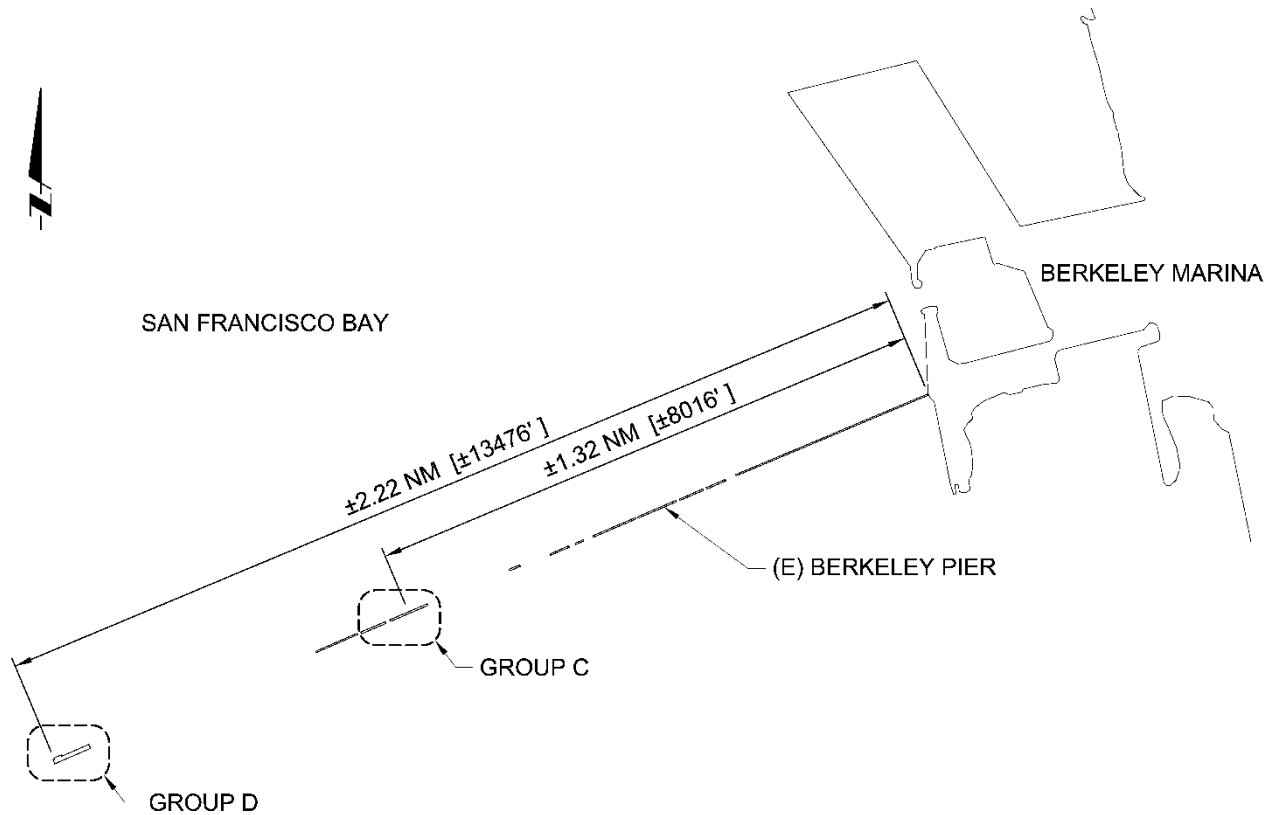 N
SAN FRANCISCO BAY
BERKELEY MARINA
±2.22 NM [±13476' ]
±1.32 NM [±8016' ]
(E) BERKELEY PIER
GROUP C
GROUP D